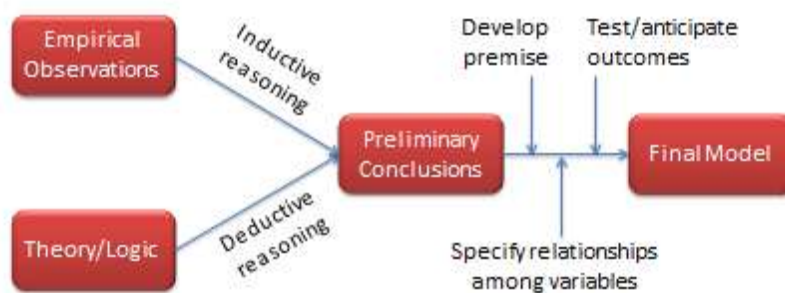 Empirical
Observations
Inductive
reasoning
Develop
premise
Test/anticipate
outcomes
Preliminary
Conclusions
Final Model
Theory/Logic
Deductive
reasoning
Specify relationships
among variables